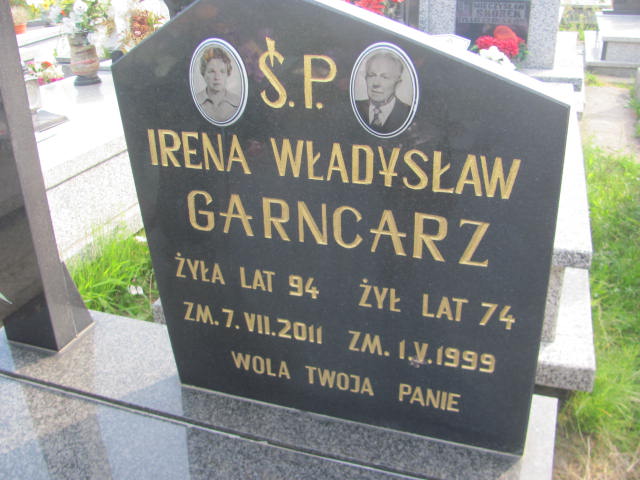 Ś.P.
IRENA WŁADYSŁAW
GARNCARZ
ŻYŁA LAT 94 ŻYŁ LAT 74
ZM. 7. VII. 2011 ZM. 1. V. 1999
WOLA TWOJA PANIE